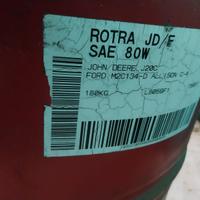 ROTRA JD/F
SAE 80W
JOHN DEERE J20C
FORD M2C134-D ALLISON C-4
180KG